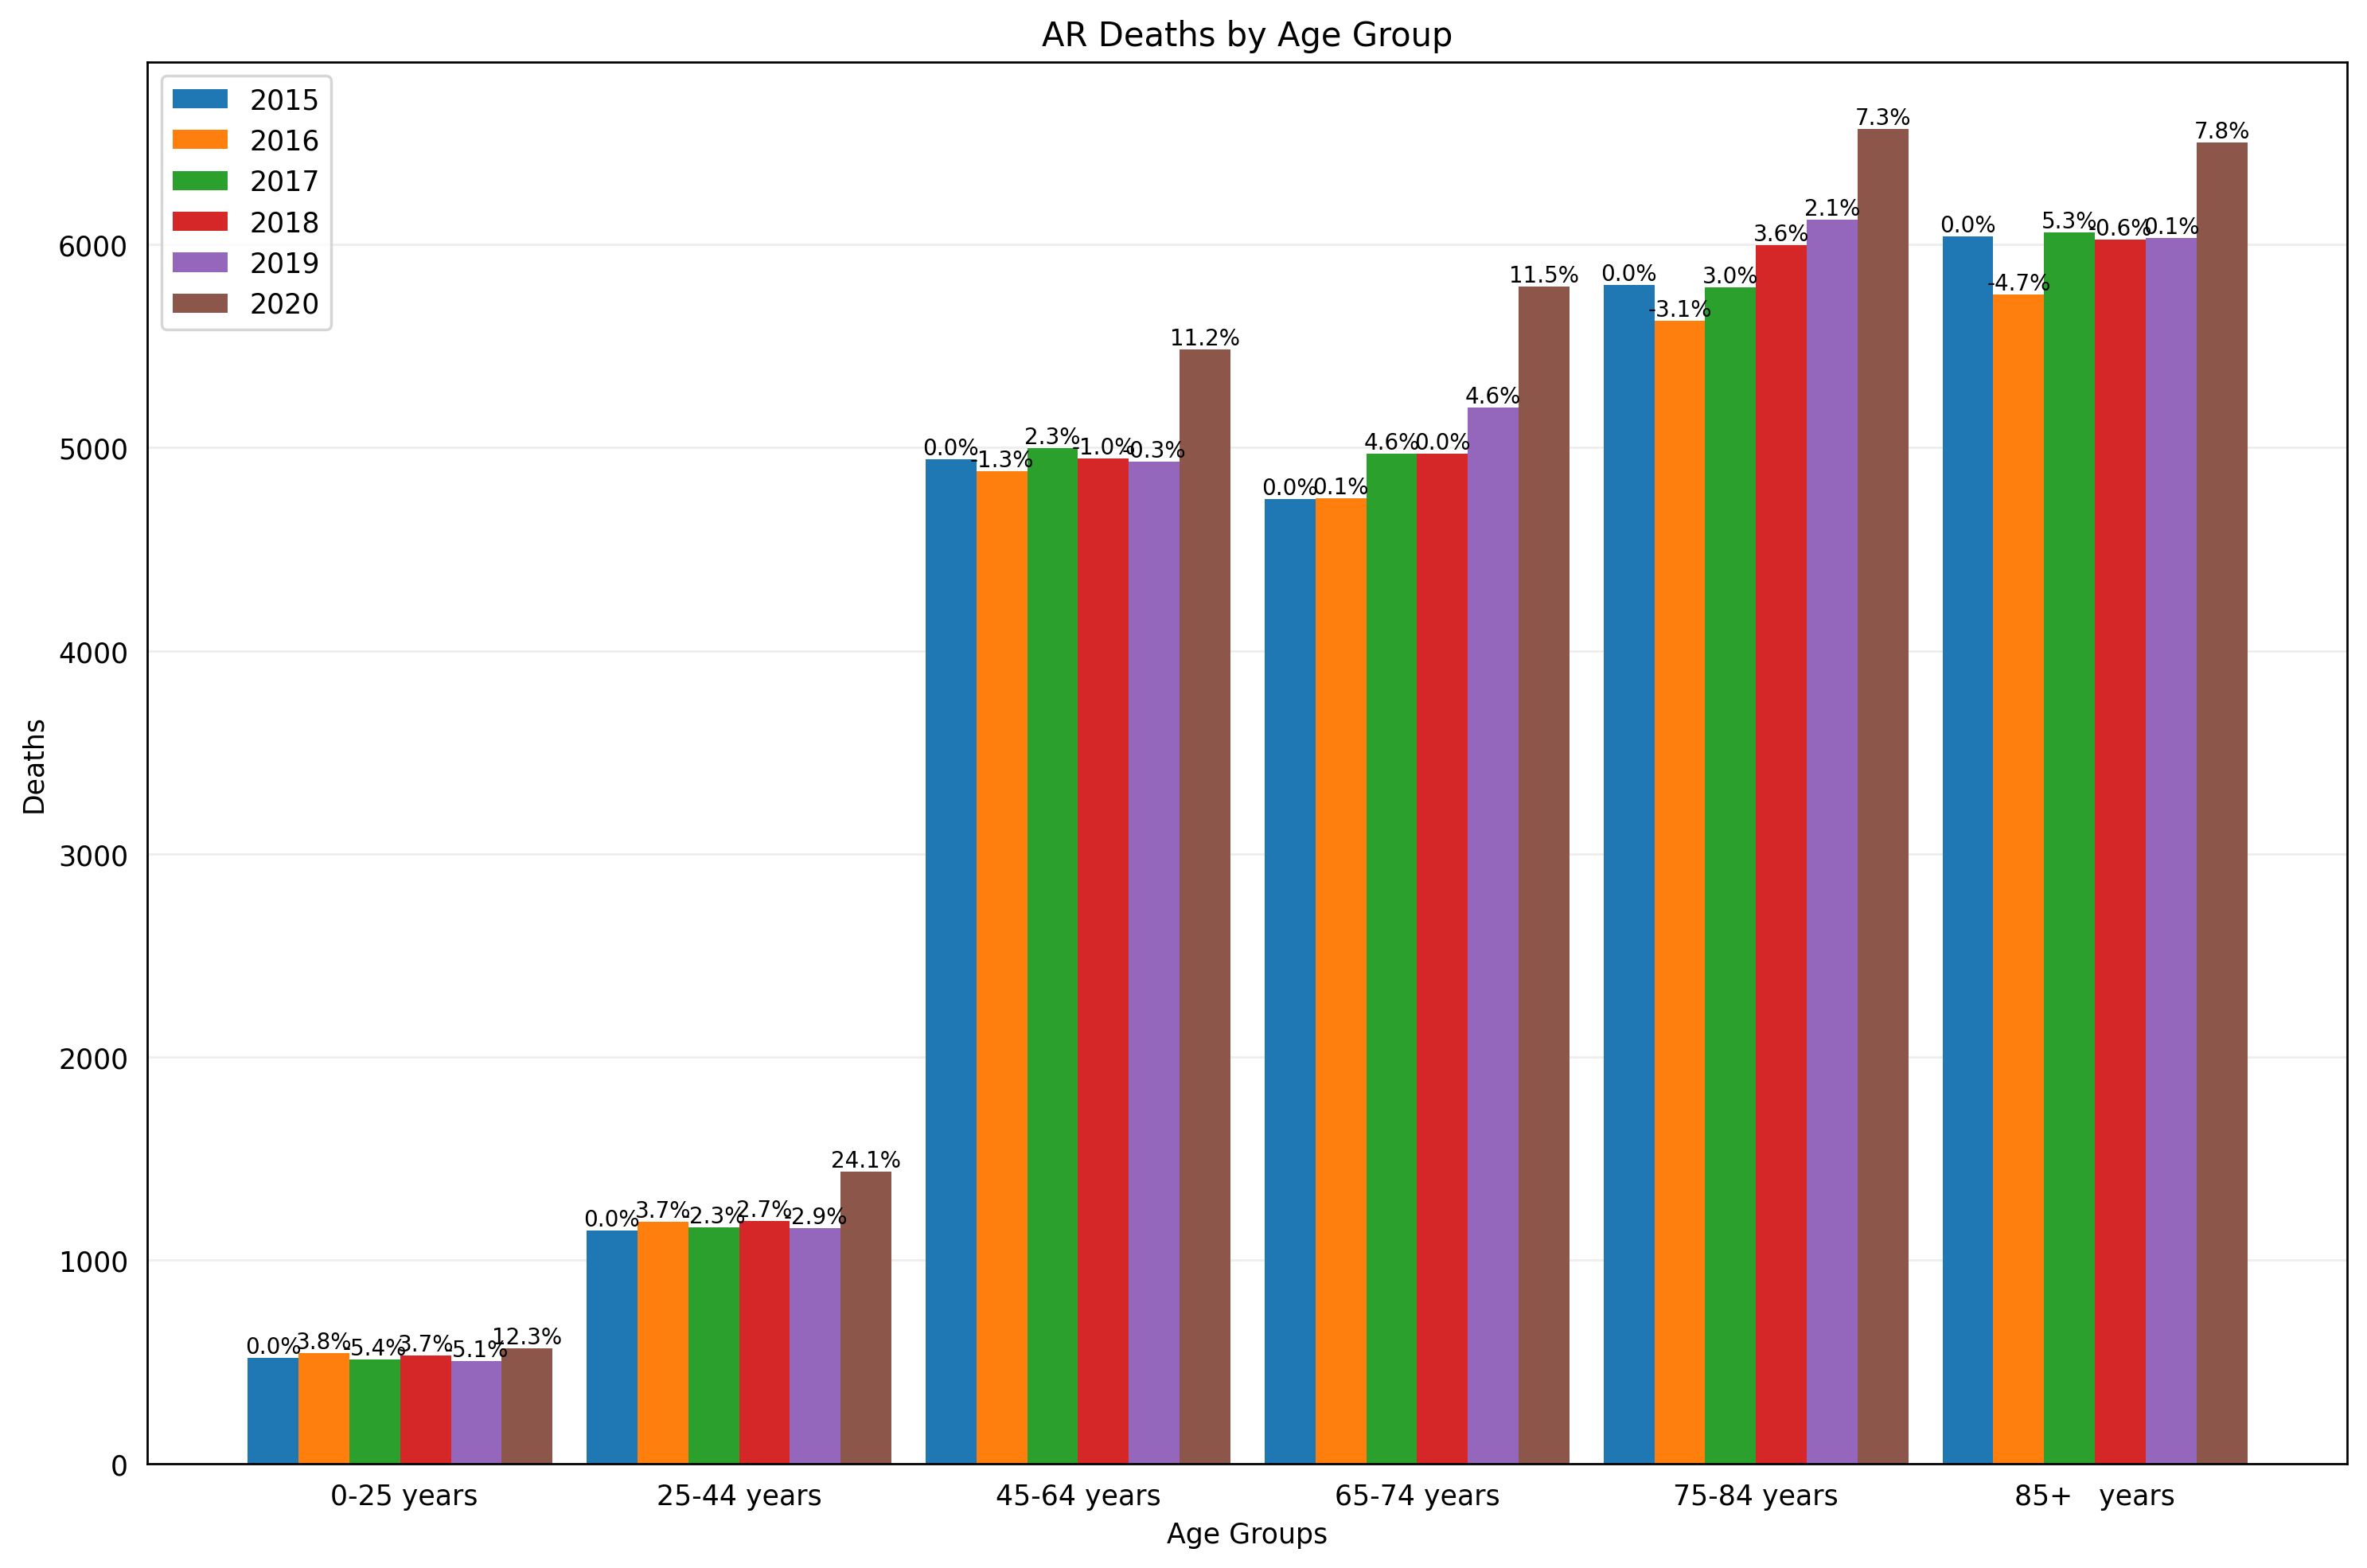 AR Deaths by Age Group
2015
2016
2017
2018
2019
2020
Deaths
6000
5000
4000
3000
2000
1000
0
0.0% 3.8% -5.4% 3.7% -5.1% 12.3%
0.0% 3.7% -2.3% 2.7% -2.9% 24.1%
0.0% -1.3% 2.3% -1.0% -0.3% 11.2%
0.0% 0.1% 4.6% 0.0% 4.6% 11.5%
0.0% -3.1% 3.0% 3.6% 2.1% 7.3%
0.0% -4.7% 5.3% -0.6% 0.1% 7.8%
0-25 years 25-44 years 45-64 years 65-74 years 75-84 years 85+ years
Age Groups